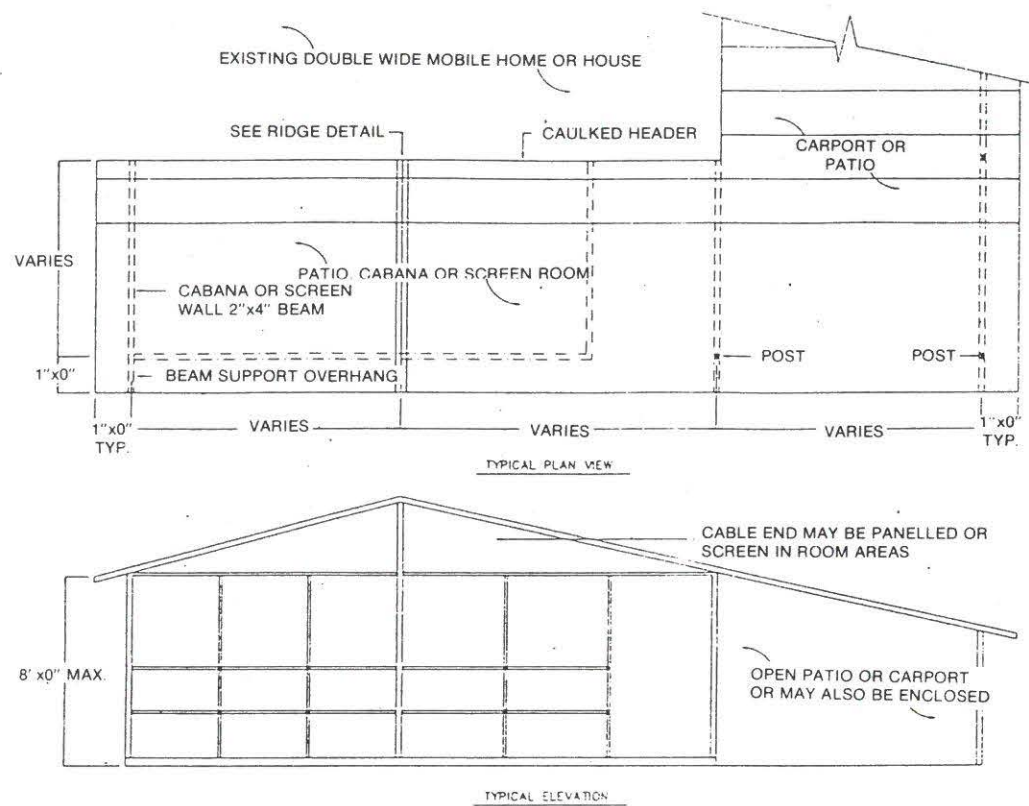 EXISTING DOUBLE WIDE MOBILE HOME OR HOUSE
SEE RIDGE DETAIL
CAULKED HEADER
CARPORT OR
PATIO
VARIES
PATIO, CABANA OR SCREEN ROOM
CABANA OR SCREEN
WALL 2"x4" BEAM
POST
POST
1"x0"
BEAM SUPPORT OVERHANG
1"x0"
TYP.
VARIES
VARIES
VARIES
1"x0"
TYP.
TYPICAL PLAN VIEW
CABLE END MAY BE PANELLED OR
SCREEN IN ROOM AREAS
8' x0" MAX.
OPEN PATIO OR CARPORT
OR MAY ALSO BE ENCLOSED
TYPICAL ELEVATION